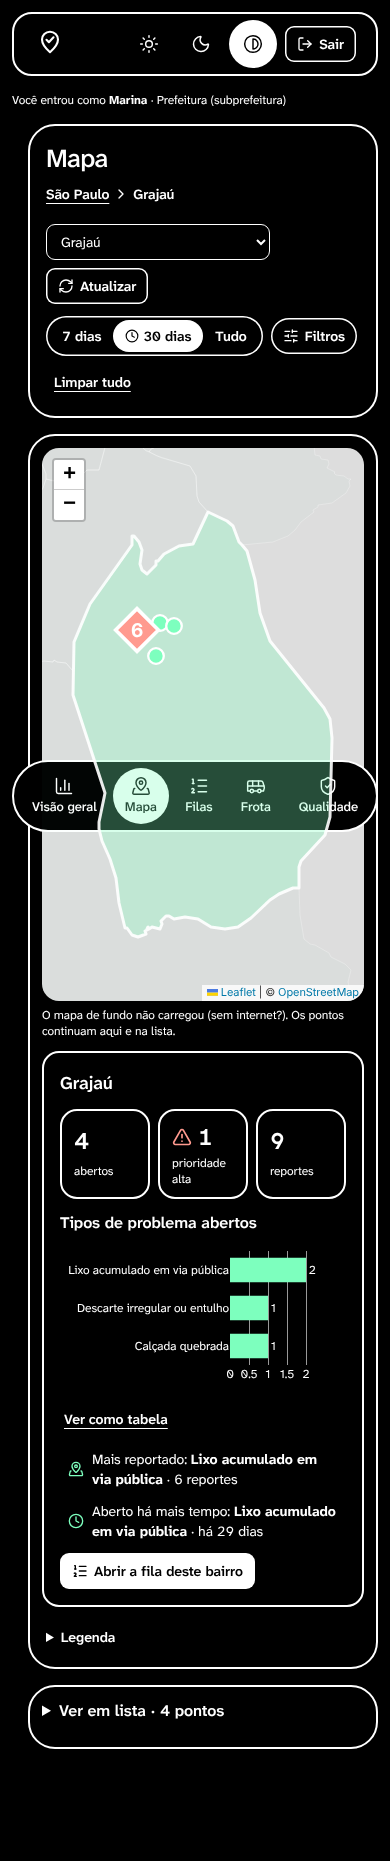 Sair
Você entrou como Marina · Prefeitura (subprefeitura)
Mapa
São Paulo > Grajaú
Grajaú
Atualizar
7 dias
30 dias
Tudo
Filtros
Limpar tudo
+
−
6
Visão geral
Mapa
Filas
Frota
Qualidade
Leaflet | © OpenStreetMap
O mapa de fundo não carregou (sem internet?). Os pontos
continuam aqui e na lista.
Grajaú
4
abertos
1
prioridade
alta
9
reportes
Tipos de problema abertos
Lixo acumulado em via pública 2
Descarte irregular ou entulho 1
Calçada quebrada 1
0 0.5 1 1.5 2
Ver como tabela
Mais reportado: Lixo acumulado em
via pública · 6 reportes
Aberto há mais tempo: Lixo acumulado
em via pública · há 29 dias
Abrir a fila deste bairro
Legenda
Ver em lista · 4 pontos